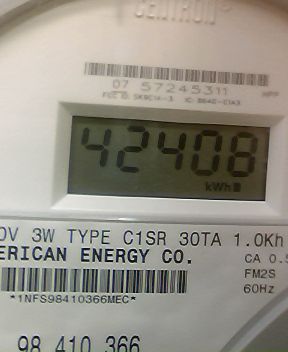 CENTRON
07 57245311
42408
kWh
0V 3W TYPE C1SR 30TA 1.0Kh
ERICAN ENERGY CO. CA 0.5
FM2S
*1NFS98410366MEC* 60Hz
98 410 366